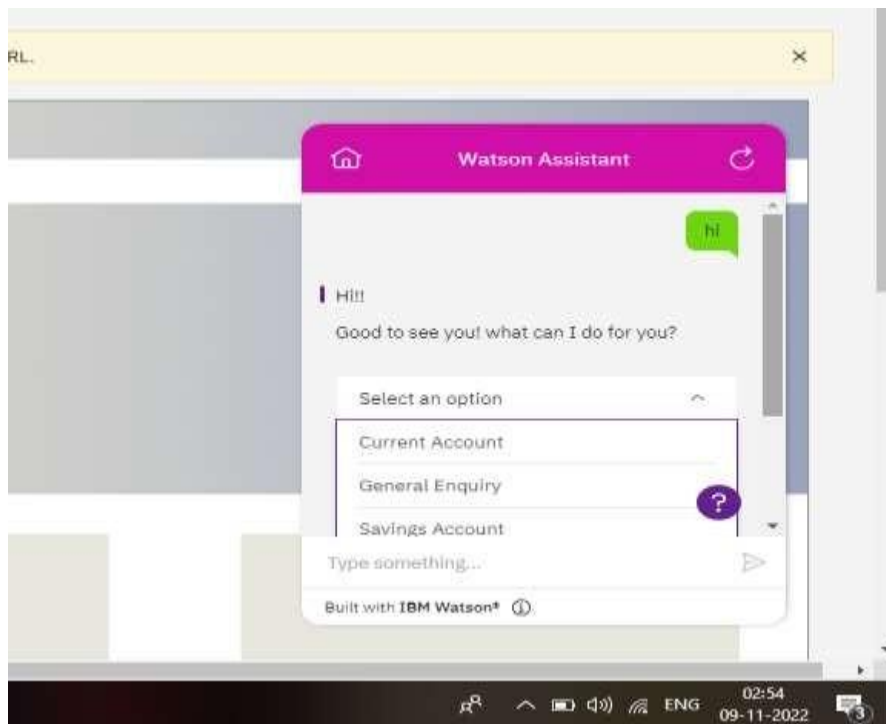 RL.
Watson Assistant
hi
Hi!!
Good to see you! what can I do for you?
Select an option
Current Account
General Enquiry
?
Savings Account
Type something...
Built with IBM Watson®
ENG
02:54
09-11-2022
3